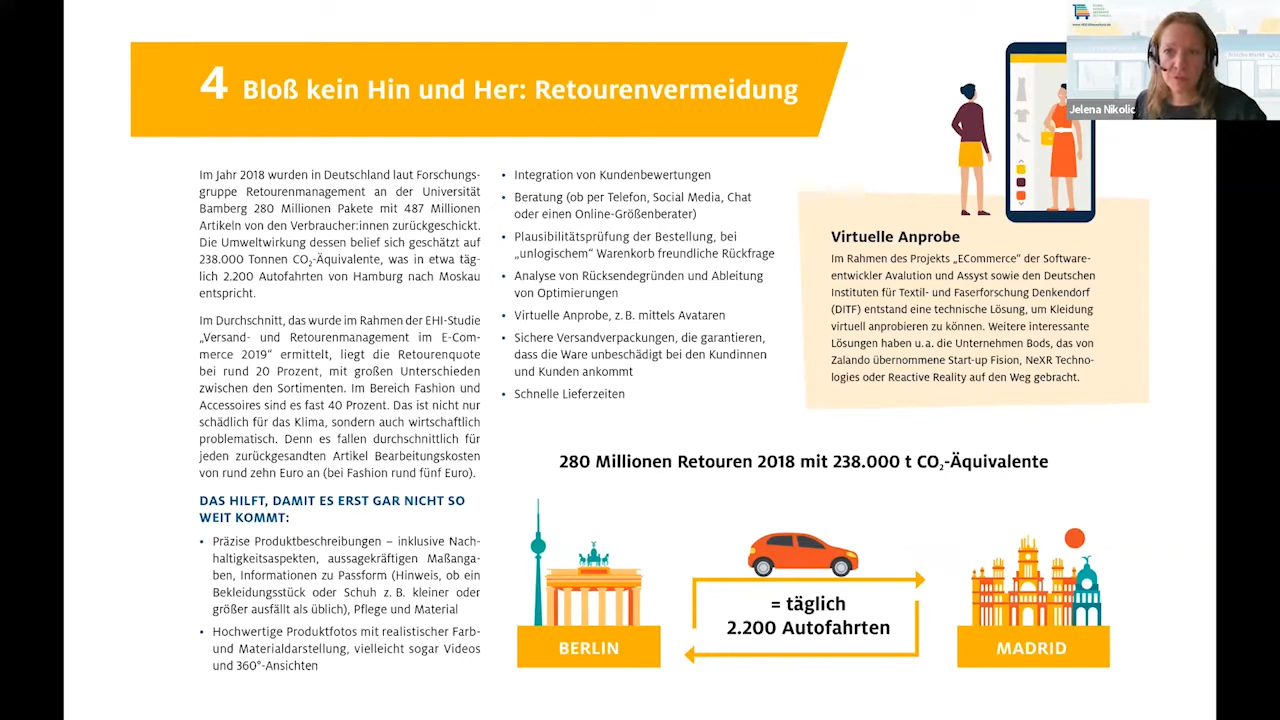 4 Bloß kein Hin und Her: Retourenvermeidung
Im Jahr 2018 wurden in Deutschland laut Forschungs-
gruppe Retourenmanagement an der Universität
Bamberg 280 Millionen Pakete mit 487 Millionen
Artikeln von den Verbraucher:innen zurückgeschickt.
Die Umweltwirkung dessen belief sich geschätzt auf
238.000 Tonnen CO₂-Äquivalente, was in etwa täg-
lich 2.200 Autofahrten von Hamburg nach Moskau
entspricht.
Im Durchschnitt, das wurde im Rahmen der EHI-Studie
„Versand- und Retourenmanagement im E-Com-
merce 2019“ ermittelt, liegt die Retourenquote
bei rund 20 Prozent, mit großen Unterschieden
zwischen den Sortimenten. Im Bereich Fashion und
Accessoires sind es fast 40 Prozent. Das ist nicht nur
schädlich für das Klima, sondern auch wirtschaftlich
problematisch. Denn es fallen durchschnittlich für
jeden zurückgesandten Artikel Bearbeitungskosten
von rund zehn Euro an (bei Fashion rund fünf Euro).
DAS HILFT, DAMIT ES ERST GAR NICHT SO
WEIT KOMMT:
• Präzise Produktbeschreibungen – inklusive Nach-
haltigkeitsaspekten, aussagekräftigen Maßanga-
ben, Informationen zu Passform (Hinweis, ob ein
Bekleidungsstück oder Schuh z. B. kleiner oder
größer ausfällt als üblich), Pflege und Material
• Hochwertige Produktfotos mit realistischer Farb-
und Materialdarstellung, vielleicht sogar Videos
und 360°-Ansichten
• Integration von Kundenbewertungen
• Beratung (ob per Telefon, Social Media, Chat
oder einen Online-Größenberater)
• Plausibilitätsprüfung der Bestellung, bei
„unlogischem“ Warenkorb freundliche Rückfrage
• Analyse von Rücksendegründen und Ableitung
von Optimierungen
• Virtuelle Anprobe, z. B. mittels Avataren
• Sichere Versandverpackungen, die garantieren,
dass die Ware unbeschädigt bei den Kundinnen
und Kunden ankommt
• Schnelle Lieferzeiten
Virtuelle Anprobe
Im Rahmen des Projekts „ECommerce“ der Software-
entwickler Avalution und Assyst sowie den Deutschen
Instituten für Textil- und Faserforschung Denkendorf
(DITF) entstand eine technische Lösung, um Kleidung
virtuell anprobieren zu können. Weitere interessante
Lösungen haben u. a. die Unternehmen Bods, das von
Zalando übernommene Start-up Fision, NeXR Techno-
logies oder Reactive Reality auf den Weg gebracht.
280 Millionen Retouren 2018 mit 238.000 t CO₂-Äquivalente
= täglich
2.200 Autofahrten
BERLIN
MADRID
Jelena Nikolic